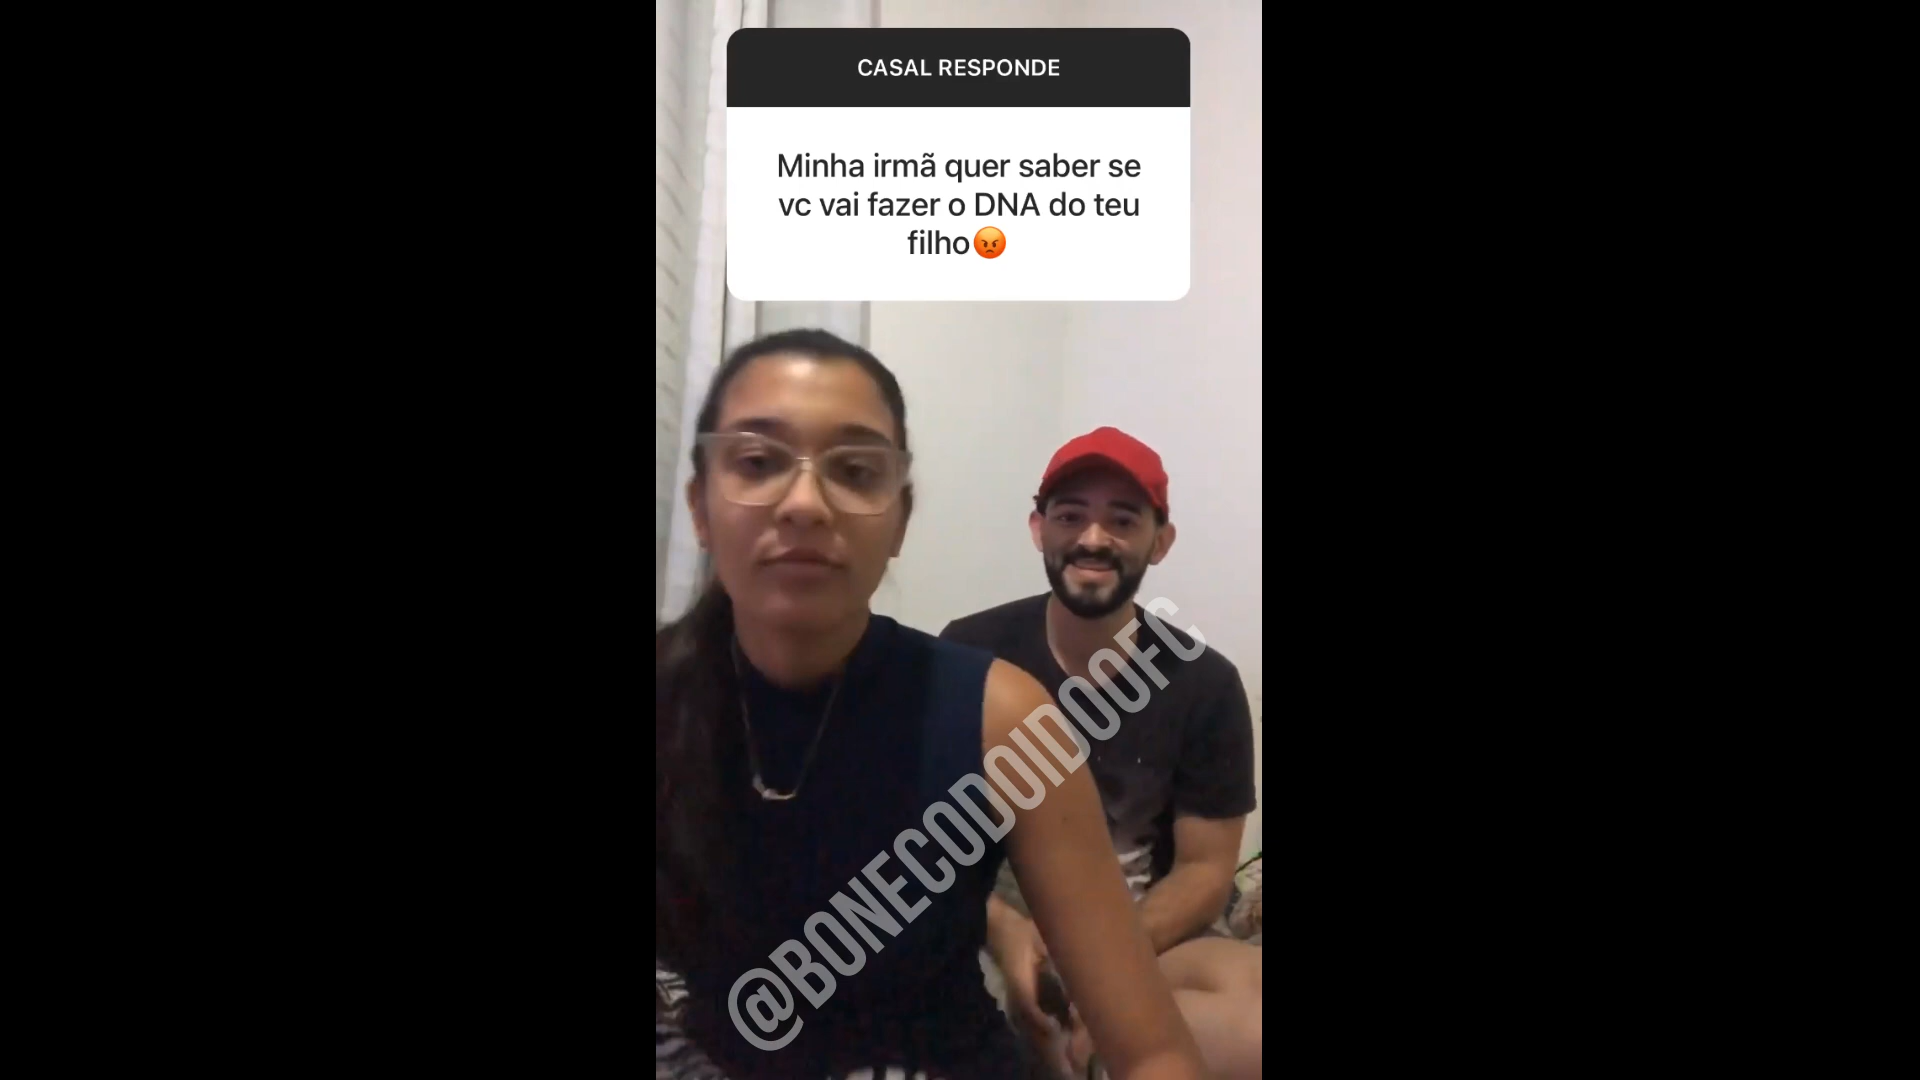 CASAL RESPONDE
Minha irmã quer saber se
vc vai fazer o DNA do teu
filho😡
@BONECODOIDOOFC